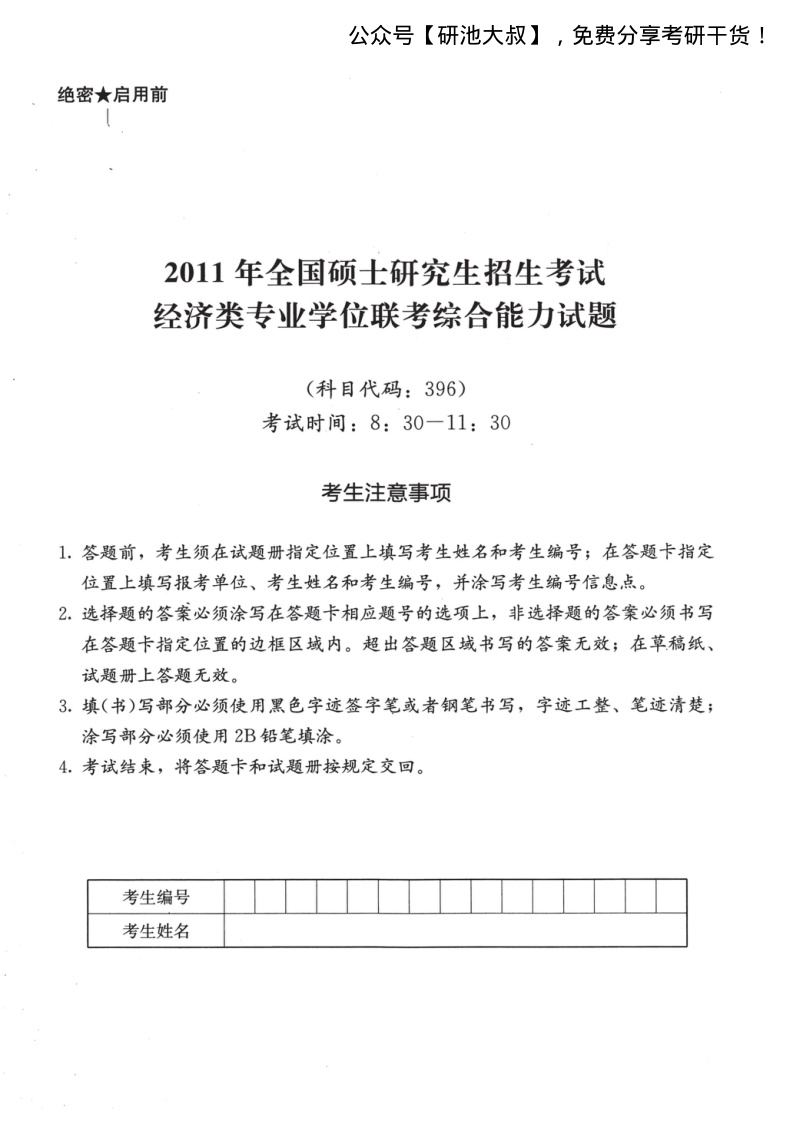 公众号【研池大叔】，免费分享考研干货！
绝密★启用前
2011 年全国硕士研究生招生考试
经济类专业学位联考综合能力试题
（科目代码：396）
考试时间：8：30－11：30
考生注意事项
1. 答题前，考生须在试题册指定位置上填写考生姓名和考生编号；在答题卡指定
位置上填写报考单位、考生姓名和考生编号，并涂写考生编号信息点。
2. 选择题的答案必须涂写在答题卡相应题号的选项上，非选择题的答案必须书写
在答题卡指定位置的边框区域内。超出答题区域书写的答案无效；在草稿纸、
试题册上答题无效。
3. 填（书）写部分必须使用黑色字迹签字笔或者钢笔书写，字迹工整、笔迹清楚；
涂写部分必须使用 2B 铅笔填涂。
4. 考试结束，将答题卡和试题册按规定交回。
考生编号
考生姓名